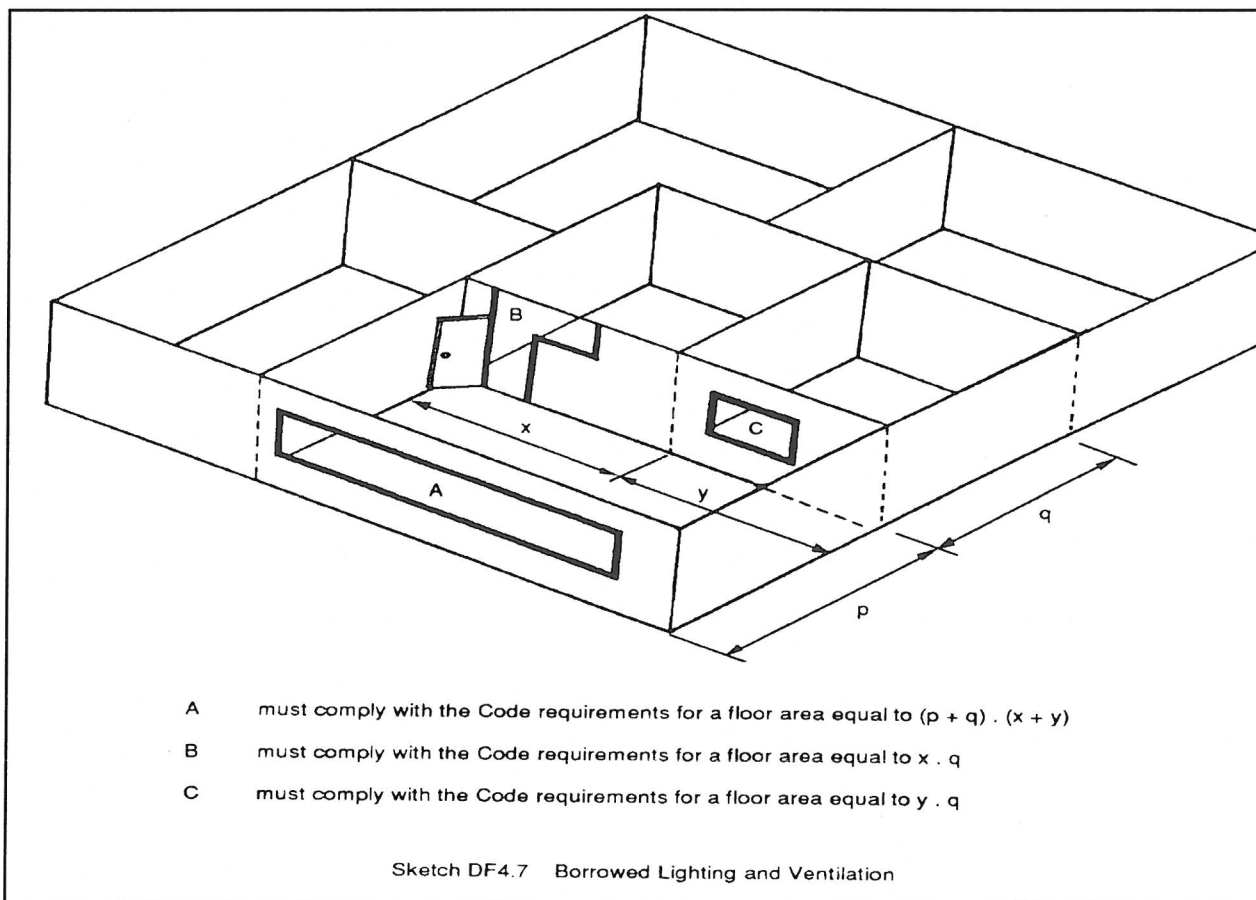 B
x
C
A
y
q
p
A must comply with the Code requirements for a floor area equal to (p + q) . (x + y)
B must comply with the Code requirements for a floor area equal to x . q
C must comply with the Code requirements for a floor area equal to y . q
Sketch DF4.7 Borrowed Lighting and Ventilation